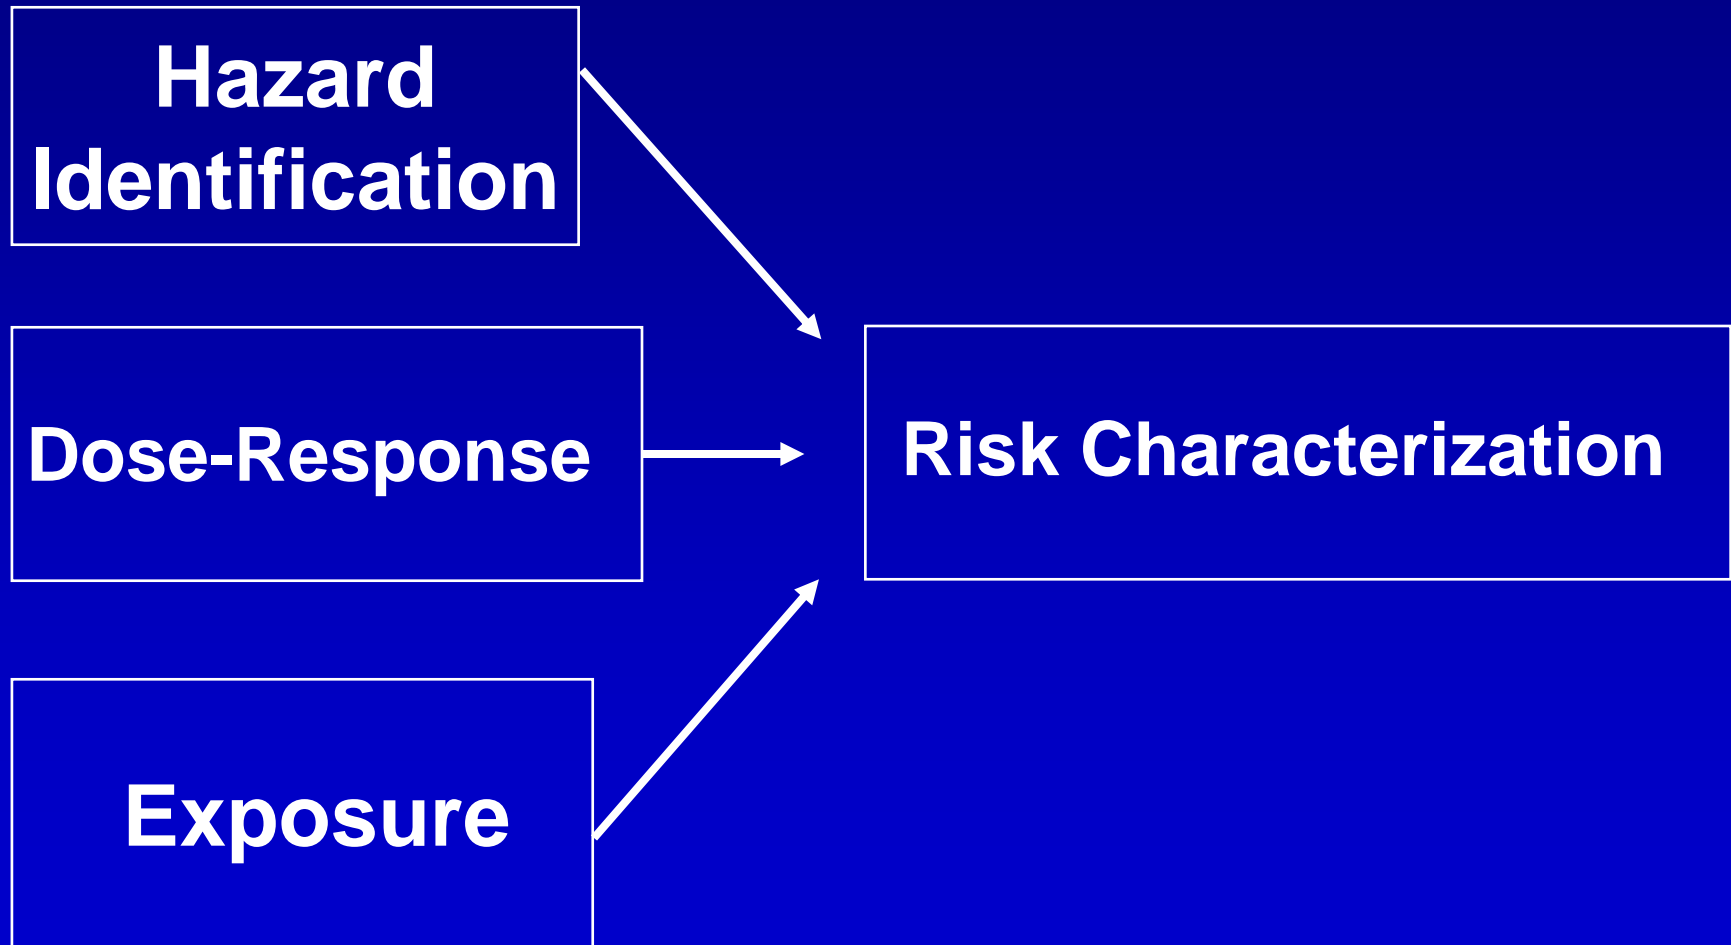 Hazard
Identification
Dose-Response
Risk Characterization
Exposure